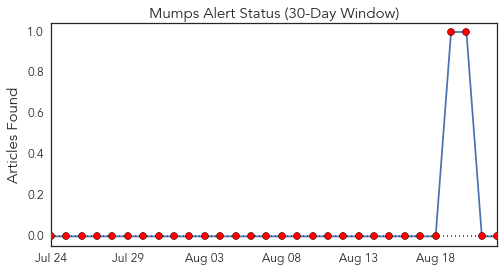 Mumps Alert Status (30-Day Window)
Articles Found
1.0
0.8
0.6
0.4
0.2
0.0
Jul 24 Jul 29 Aug 03 Aug 08 Aug 13 Aug 18